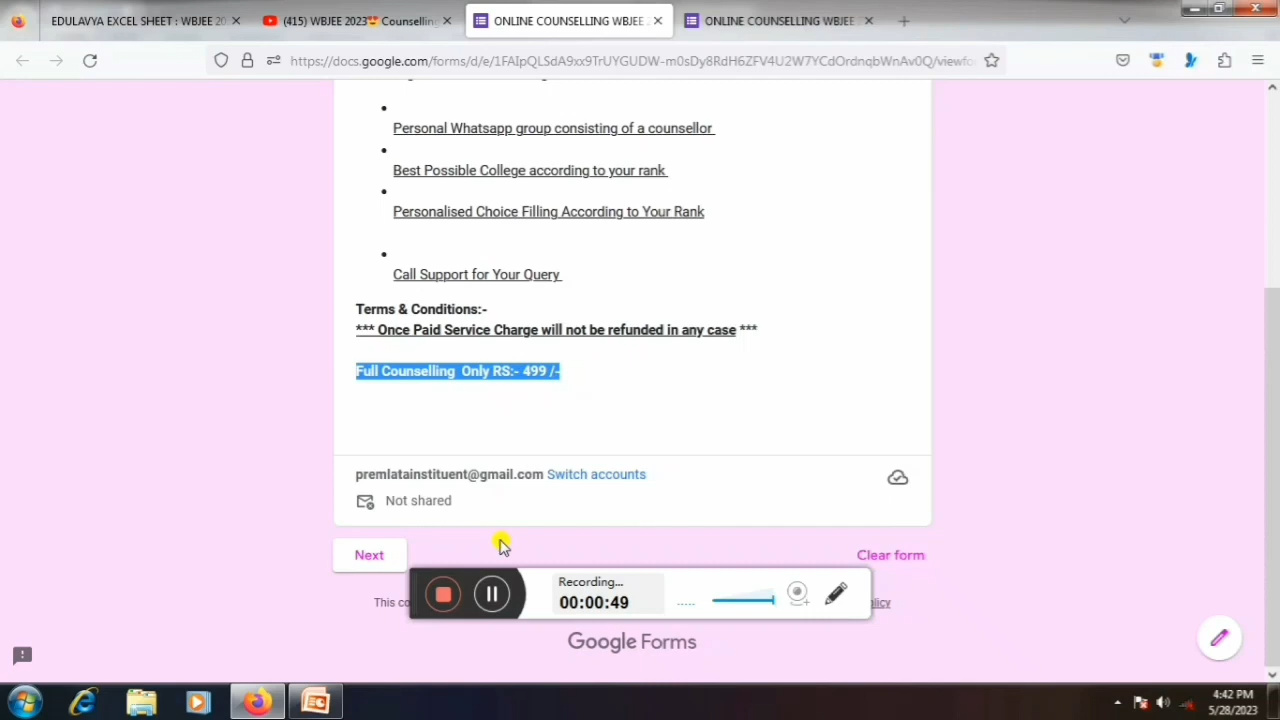 EDULAVYA EXCEL SHEET : WBJEE 20
(415) WBJEE 2023😍 Counselling
ONLINE COUNSELLING WBJEE
ONLINE COUNSELLING WBJEE
https://docs.google.com/forms/d/e/1FAIpQLSdA9xx9TrUYGUDW-m0sDy8RdH6ZFV4U2W7YCdOrdnqbWnAv0Q/viewfo
Personal Whatsapp group consisting of a counsellor
Best Possible College according to your rank
Personalised Choice Filling According to Your Rank
Call Support for Your Query
Terms & Conditions:-
*** Once Paid Service Charge will not be refunded in any case ***
Full Counselling Only RS:- 499 /-
premlatainstituent@gmail.com Switch accounts
Not shared
Next
Clear form
Recording...
00:00:49
This co
olicy
Google Forms
4:42 PM
5/28/2023